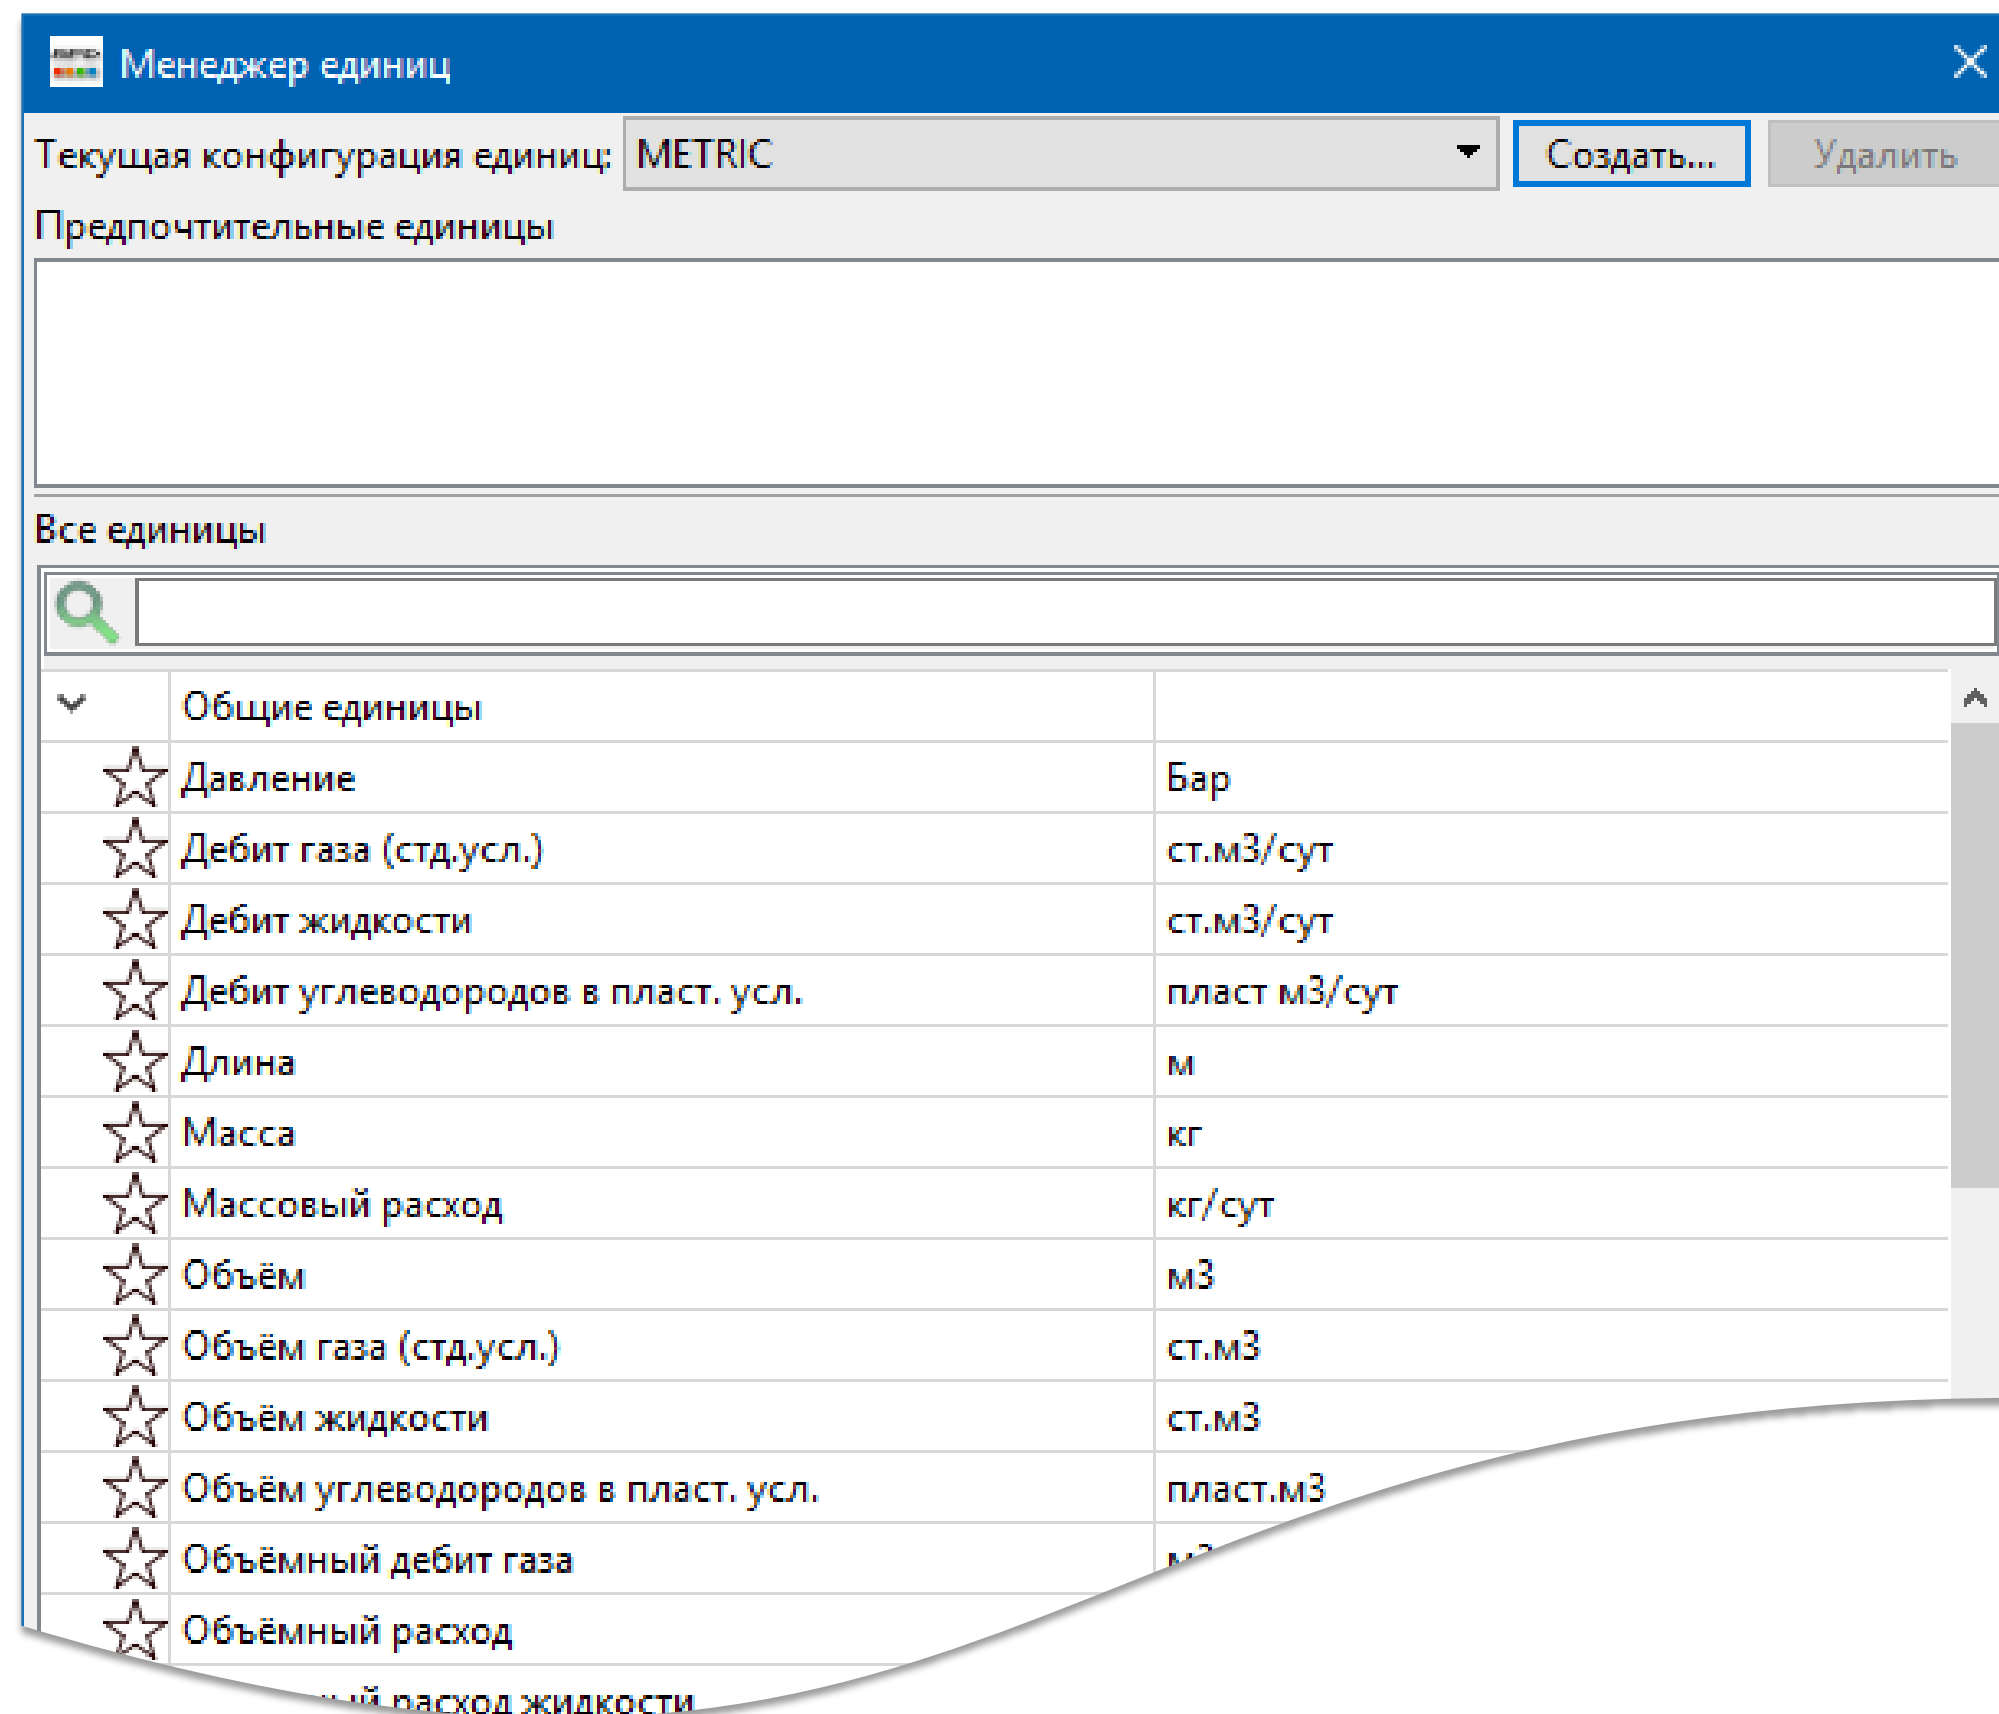 Менеджер единиц
Текущая конфигурация единиц: METRIC Создать... Удалить
Предпочтительные единицы
Все единицы
Общие единицы
Давление Бар
Дебит газа (стд.усл.) ст.м3/сут
Дебит жидкости ст.м3/сут
Дебит углеводородов в пласт. усл. пласт м3/сут
Длина м
Масса кг
Массовый расход кг/сут
Объём м3
Объём газа (стд.усл.) ст.м3
Объём жидкости ст.м3
Объём углеводородов в пласт. усл. пласт.м3
Объёмный дебит газа
Объёмный расход
расход жидкости